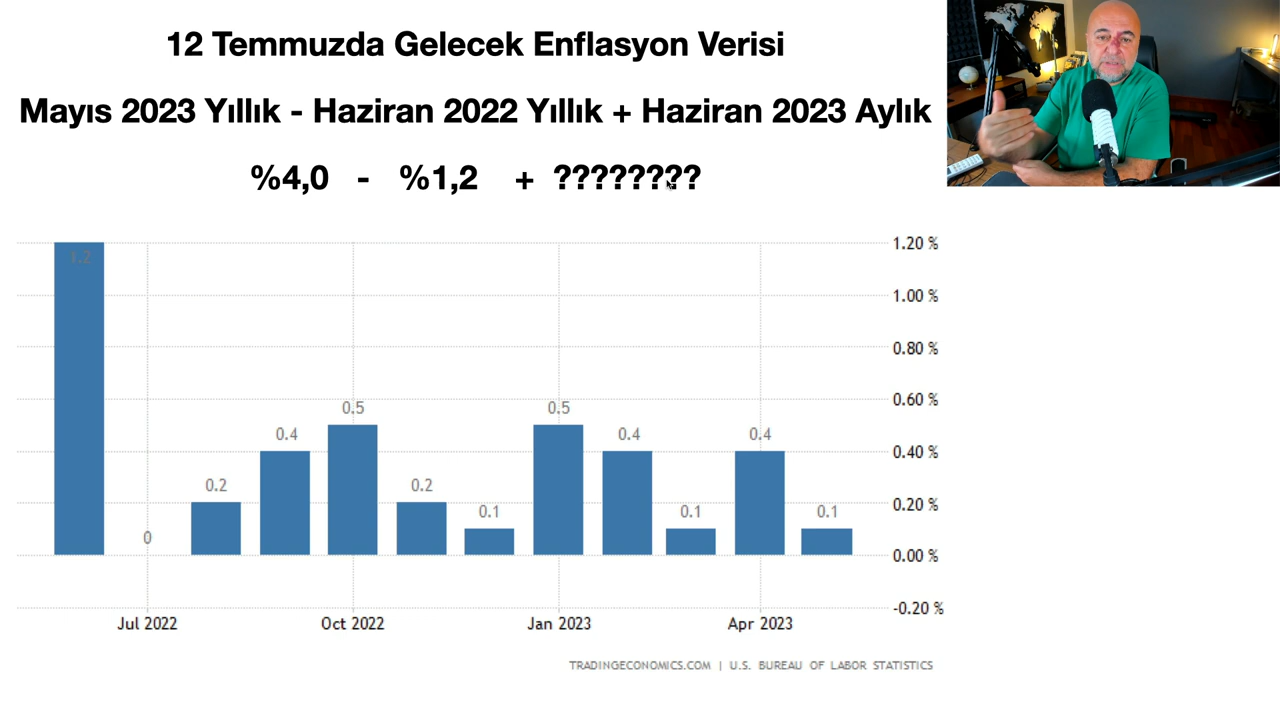 12 Temmuzda Gelecek Enflasyon Verisi
Mayıs 2023 Yıllık - Haziran 2022 Yıllık + Haziran 2023 Aylık
%4,0 - %1,2 + ????????
1.2
0
0.2
0.4
0.5
0.2
0.1
0.5
0.4
0.1
0.4
0.1
1.20 %
1.00 %
0.80 %
0.60 %
0.40 %
0.20 %
0.00 %
-0.20 %
Jul 2022
Oct 2022
Jan 2023
Apr 2023
TRADINGECONOMICS.COM | U.S. BUREAU OF LABOR STATISTICS